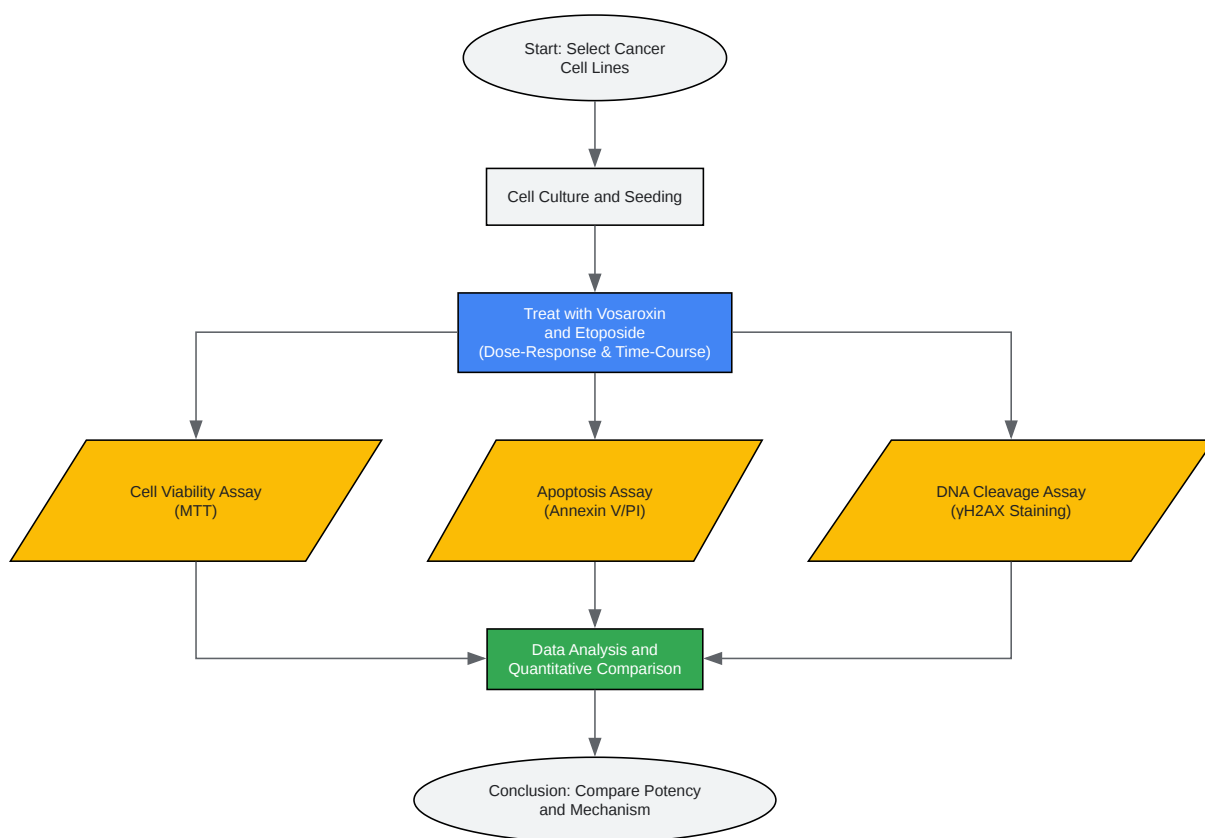 Start: Select Cancer
Cell Lines
Cell Culture and Seeding
Treat with Vosaroxin
and Etoposide
(Dose-Response & Time-Course)
Cell Viability Assay
(MTT)
Apoptosis Assay
(Annexin V/PI)
DNA Cleavage Assay
(γH2AX Staining)
Data Analysis and
Quantitative Comparison
Conclusion: Compare Potency
and Mechanism